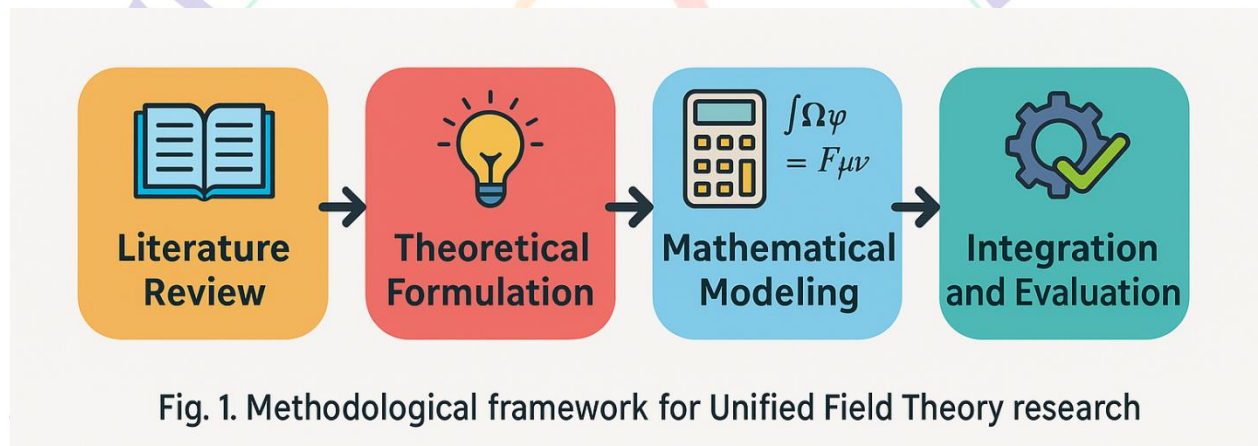 Literature
Review
Theoretical
Formulation
∫Ωφ
= Fμν
Mathematical
Modeling
Integration
and Evaluation
Fig. 1. Methodological framework for Unified Field Theory research